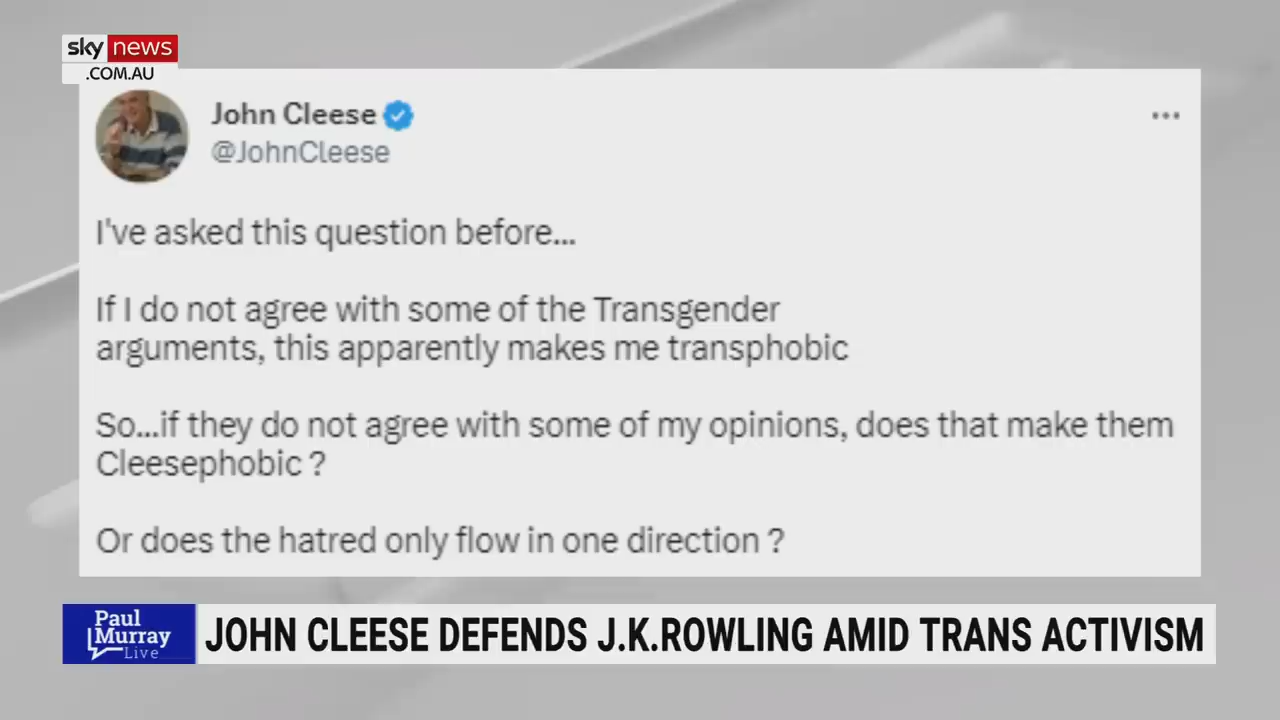 sky news
.COM.AU
John Cleese
@JohnCleese
I've asked this question before...
If I do not agree with some of the Transgender
arguments, this apparently makes me transphobic
So...if they do not agree with some of my opinions, does that make them
Cleesephobic ?
Or does the hatred only flow in one direction ?
Paul
Murray
Live
JOHN CLEESE DEFENDS J.K.ROWLING AMID TRANS ACTIVISM